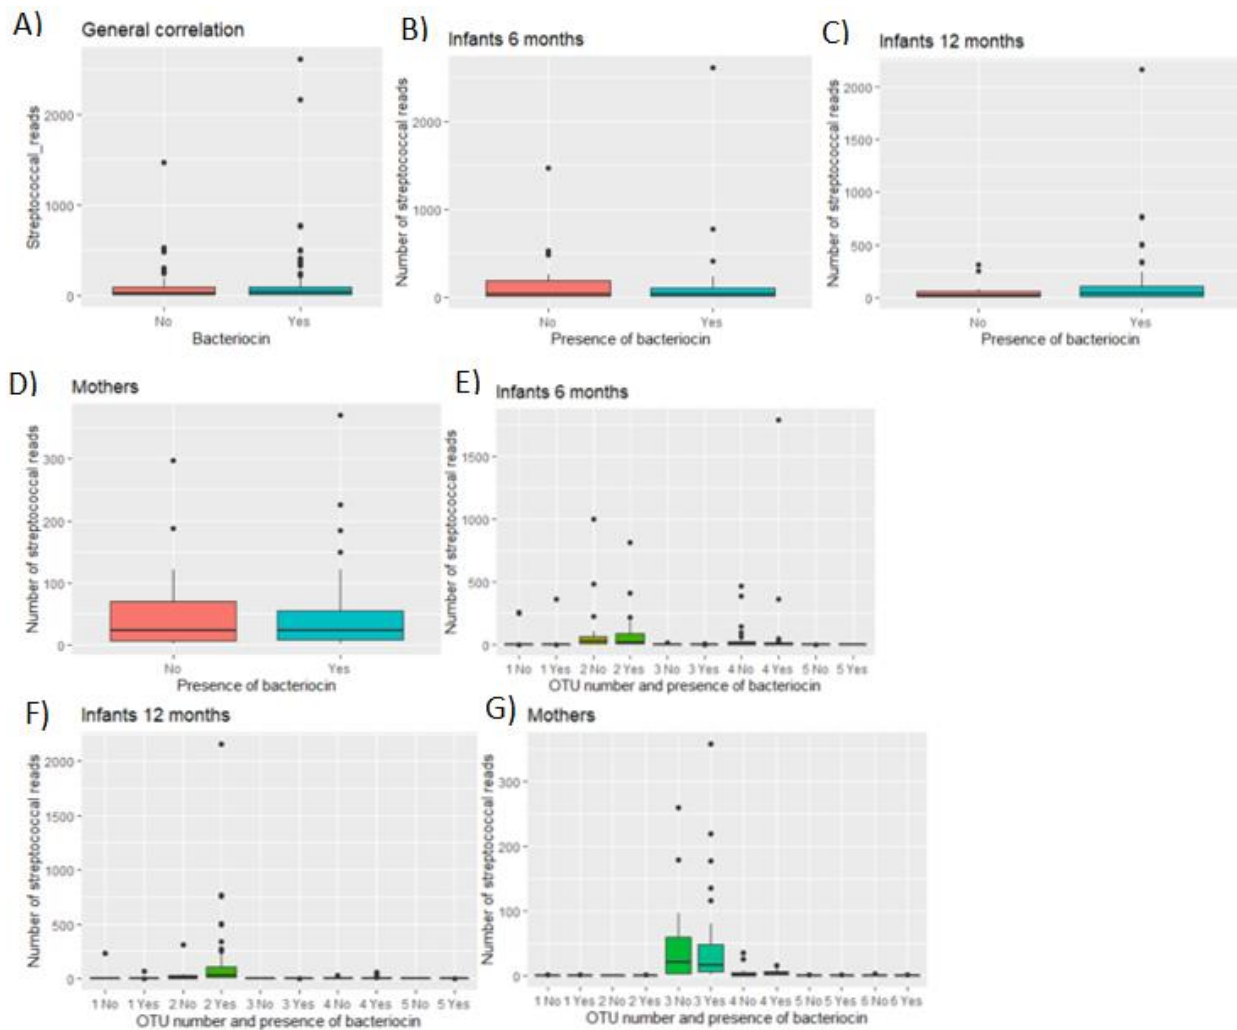 A)
General correlation
Streptococcal_reads
2000
1000
0
No Yes
Bacteriocin
B)
Infants 6 months
Number of streptococcal reads
2000
1000
0
No Yes
Presence of bacteriocin
C)
Infants 12 months
Number of streptococcal reads
2000
1500
1000
500
0
No Yes
Presence of bacteriocin
D)
Mothers
Number of streptococcal reads
300
200
100
0
No Yes
Presence of bacteriocin
E)
Infants 6 months
Number of streptococcal reads
1500
1000
500
0
1 No 1 Yes 2 No 2 Yes 3 No 3 Yes 4 No 4 Yes 5 No 5 Yes
OTU number and presence of bacteriocin
F)
Infants 12 months
Number of streptococcal reads
2000
1500
1000
500
0
1 No 1 Yes 2 No 2 Yes 3 No 3 Yes 4 No 4 Yes 5 No 5 Yes
OTU number and presence of bacteriocin
G)
Mothers
Number of streptococcal reads
300
200
100
0
1 No 1 Yes 2 No 2 Yes 3 No 3 Yes 4 No 4 Yes 5 No 5 Yes 6 No 6 Yes
OTU number and presence of bacteriocin